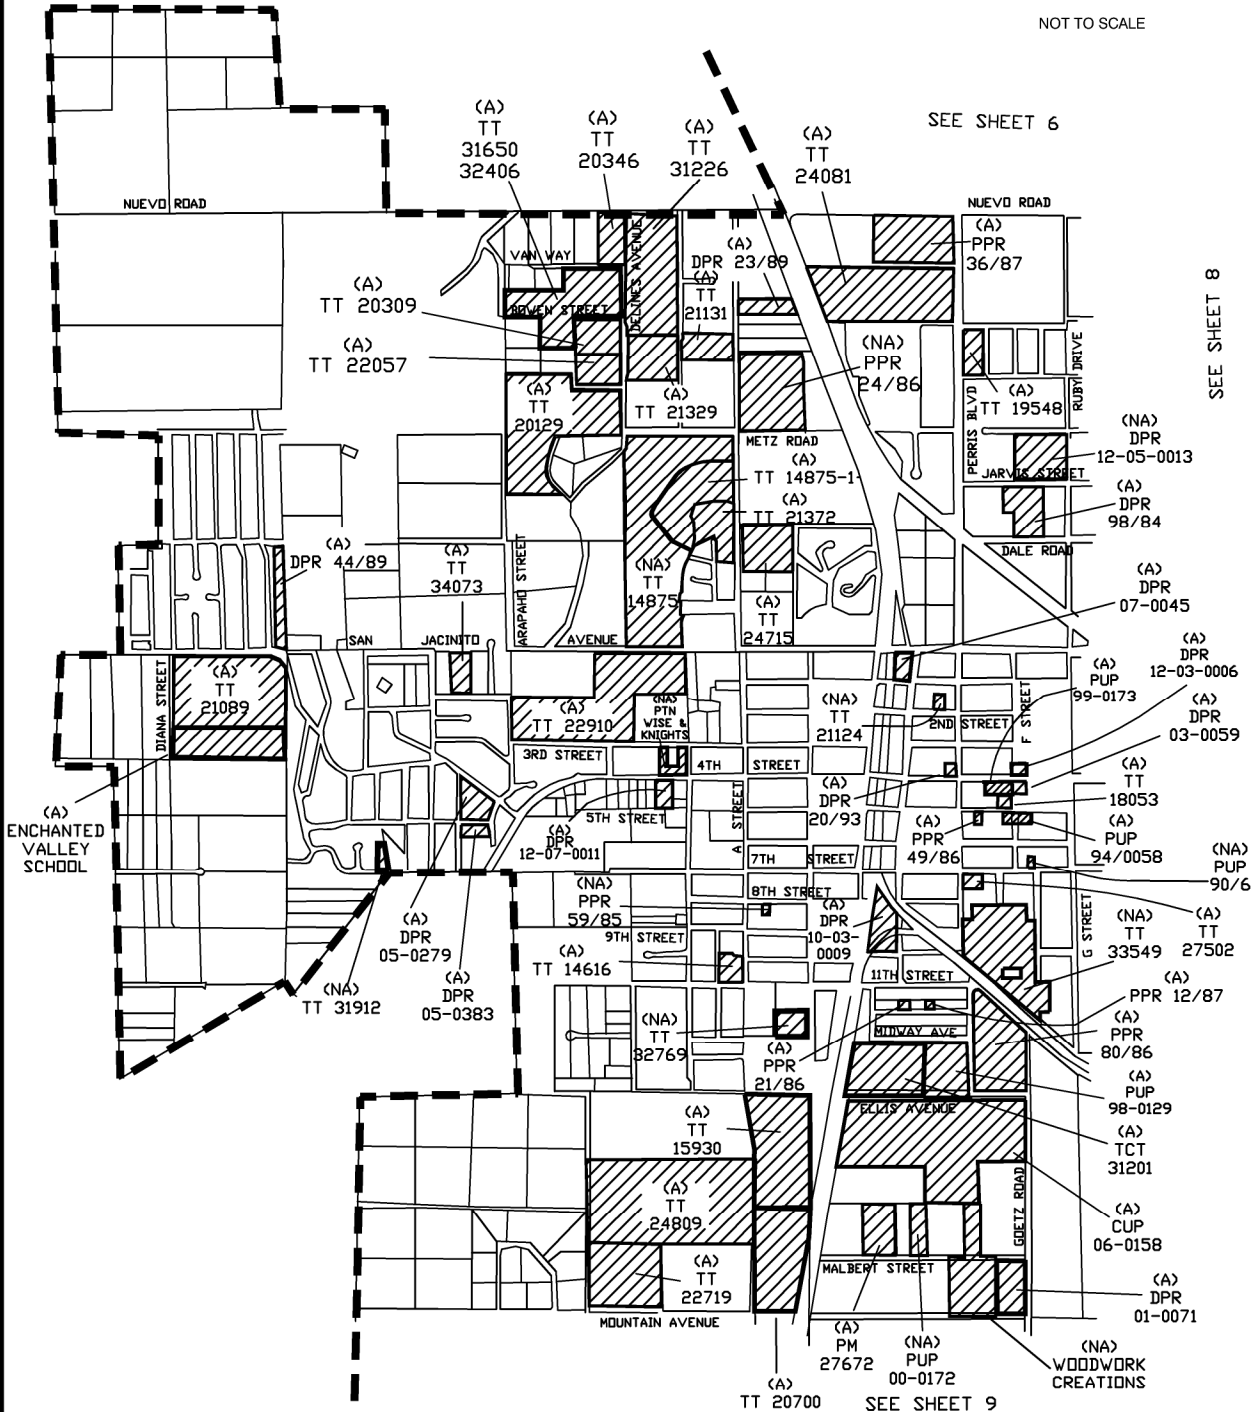 NOT TO SCALE
SEE SHEET 6
(A)
TT
31650
32406
(A)
TT
20346
(A)
TT
31226
(A)
TT
24081
NUEVO ROAD
NUEVO ROAD
(A)
PPR
36/87
VAN WAY
DELINES AVENUE
(A)
DPR 23/89
SEE SHEET 8
(A)
TT 20309
BOWEN STREET
(A)
TT
21131
(A)
TT 22057
(NA)
PPR
24/86
RUBY DRIVE
PERRIS BLVD
(A)
TT 19548
(A)
TT
20129
(A)
TT 21329
METZ ROAD
(NA)
DPR
12-05-0013
JARVIS STREET
(A)
TT 14875-1
(A)
TT 21372
(A)
DPR
98/84
DALE ROAD
(A)
DPR 44/89
(A)
TT
34073
ARAPAHO STREET
(NA)
TT
14875
(A)
TT
24715
(A)
DPR
07-0045
SAN JACINITO AVENUE
(A)
DPR
12-03-0006
(A)
PUP
99-0173
DIANA STREET
(A)
TT
21089
(A)
TT 22910
(NA)
PTN
WISE &
KNIGHTS
(NA)
TT
21124
2ND STREET
F STREET
(A)
DPR
03-0059
3RD STREET
4TH STREET
(A)
TT
18053
(A)
DPR
20/93
5TH STREET
A STREET
(A)
ENCHANTED
VALLEY
SCHOOL
(A)
DPR
12-07-0011
(A)
PPR
49/86
(A)
PUP
94/0058
7TH STREET
(NA)
PUP
90/6
8TH STREET
(NA)
PPR
59/85
(A)
DPR
10-03-
0009
G STREET
(A)
DPR
05-0279
9TH STREET
(NA)
TT
33549
(A)
TT
27502
(A)
TT 14616
11TH STREET
(A)
DPR
05-0383
(NA)
TT 31912
(A)
PPR 12/87
(NA)
TT
32769
MIDWAY AVE
(A)
PPR
80/86
(A)
PPR
21/86
(A)
PUP
98-0129
ELLIS AVENUE
(A)
TT
15930
(A)
TCT
31201
(A)
TT
24809
GOETZ ROAD
(A)
CUP
06-0158
MALBERT STREET
(A)
TT
22719
(A)
DPR
01-0071
MOUNTAIN AVENUE
(A)
PM
27672
(NA)
PUP
00-0172
(NA)
WOODWORK
CREATIONS
(A)
TT 20700
SEE SHEET 9